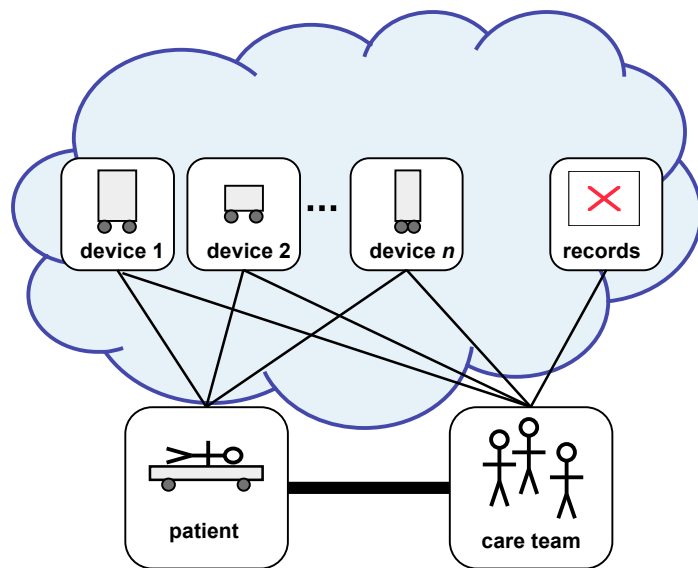 ...
device 1
device 2
device n
records
patient
care team